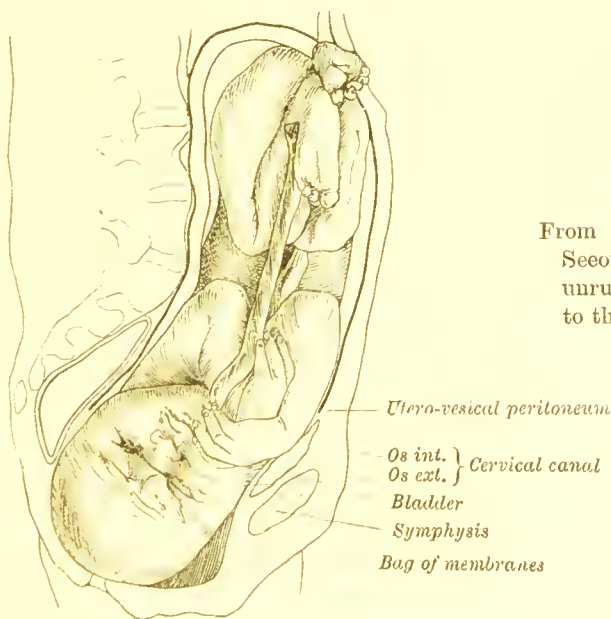 From
Seco
unru
to th
Utero-vesical peritoneum
Os int.
Os ext. } Cervical canal
Bladder
Symphysis
Bag of membranes